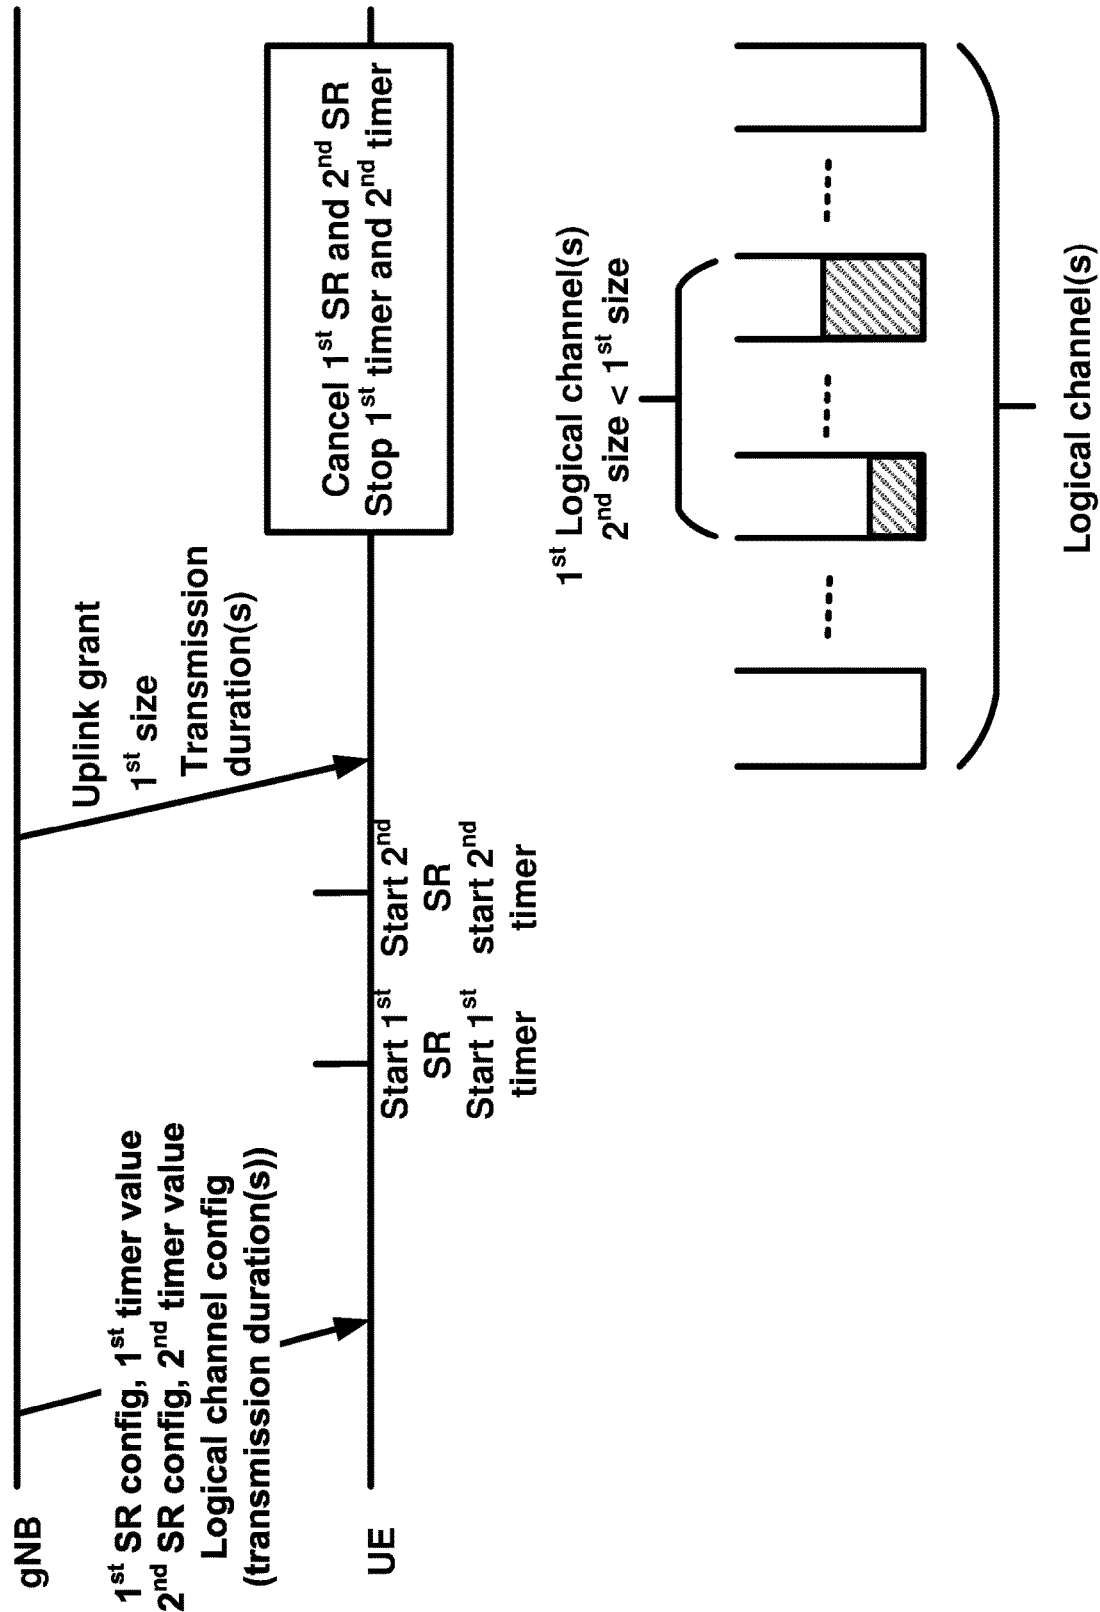 gNB
1st SR config, 1st timer value
2nd SR config, 2nd timer value
Logical channel config
(transmission duration(s))
Uplink grant
1st size
Transmission
duration(s)
UE
Start 1st
SR
Start 1st
timer
Start 2nd
SR
start 2nd
timer
Cancel 1st SR and 2nd SR
Stop 1st timer and 2nd timer
1st Logical channel(s)
2nd size < 1st size
Logical channel(s)